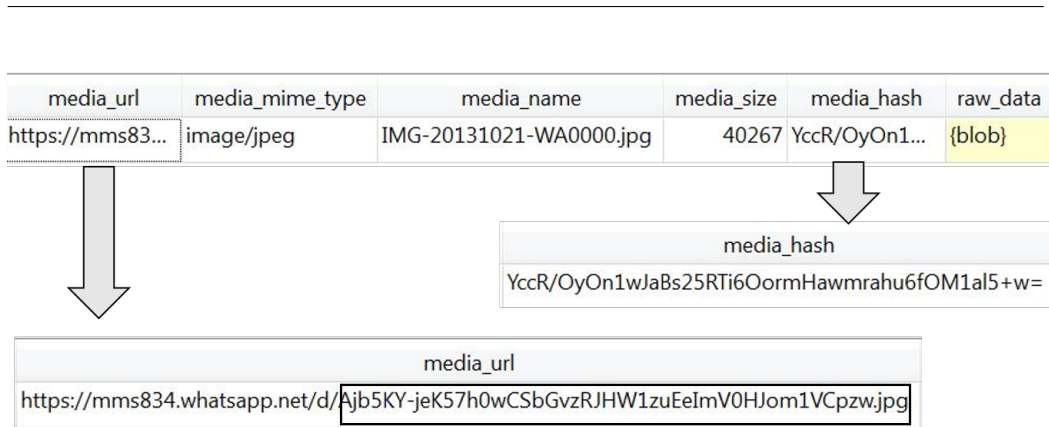 media_url media_mime_type media_name media_size media_hash raw_data
https://mms83... image/jpeg IMG-20131021-WA0000.jpg 40267 YccR/OyOn1... {blob}
media_hash
YccR/OyOn1wJaBs25RTi6OormHawmrahu6fOM1al5+w=
media_url
https://mms834.whatsapp.net/d/Ajb5KY-jeK57h0wCSbGvzRJHW1zuEeImV0HJom1VCpzw.jpg